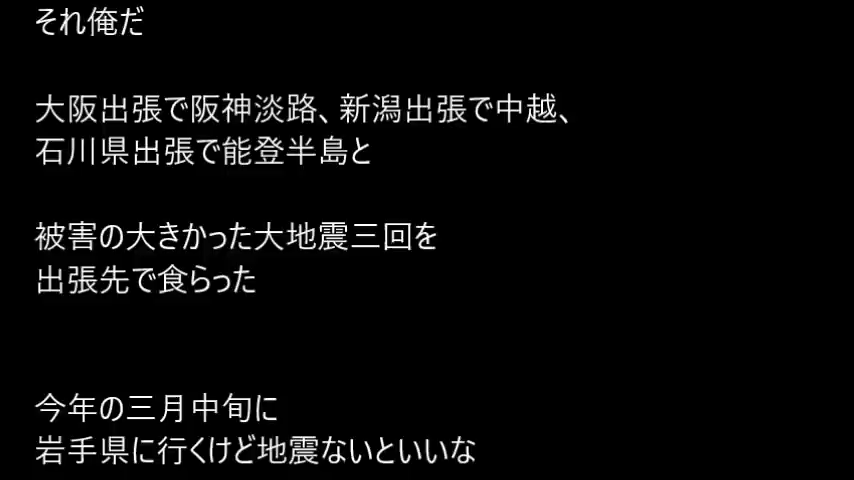 それ俺だ
大阪出張で阪神淡路、新潟出張で中越、
石川県出張で能登半島と
被害の大きかった大地震三回を
出張先で食らった
今年の三月中旬に
岩手県に行くけど地震ないといいな